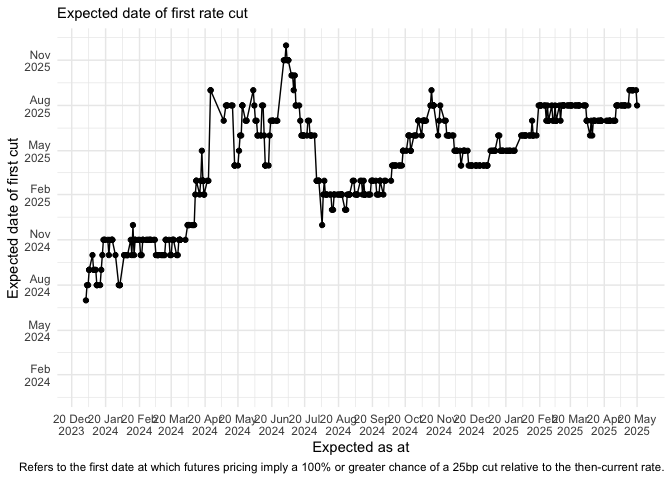 Expected date of first rate cut
Expected date of first cut
Nov
2025
Aug
2025
May
2025
Feb
2025
Nov
2024
Aug
2024
May
2024
Feb
2024
20 Dec 20 Jan 20 Feb 20 Mar 20 Apr 20 May 20 Jun 20 Jul 20 Aug 20 Sep 20 Oct 20 Nov 20 Dec 20 Jan 20 Feb 20 Mar 20 Apr 20 May
2023 2024 2024 2024 2024 2024 2024 2024 2024 2024 2024 2024 2024 2025 2025 2025 2025 2025
Expected as at
Refers to the first date at which futures pricing imply a 100% or greater chance of a 25bp cut relative to the then-current rate.